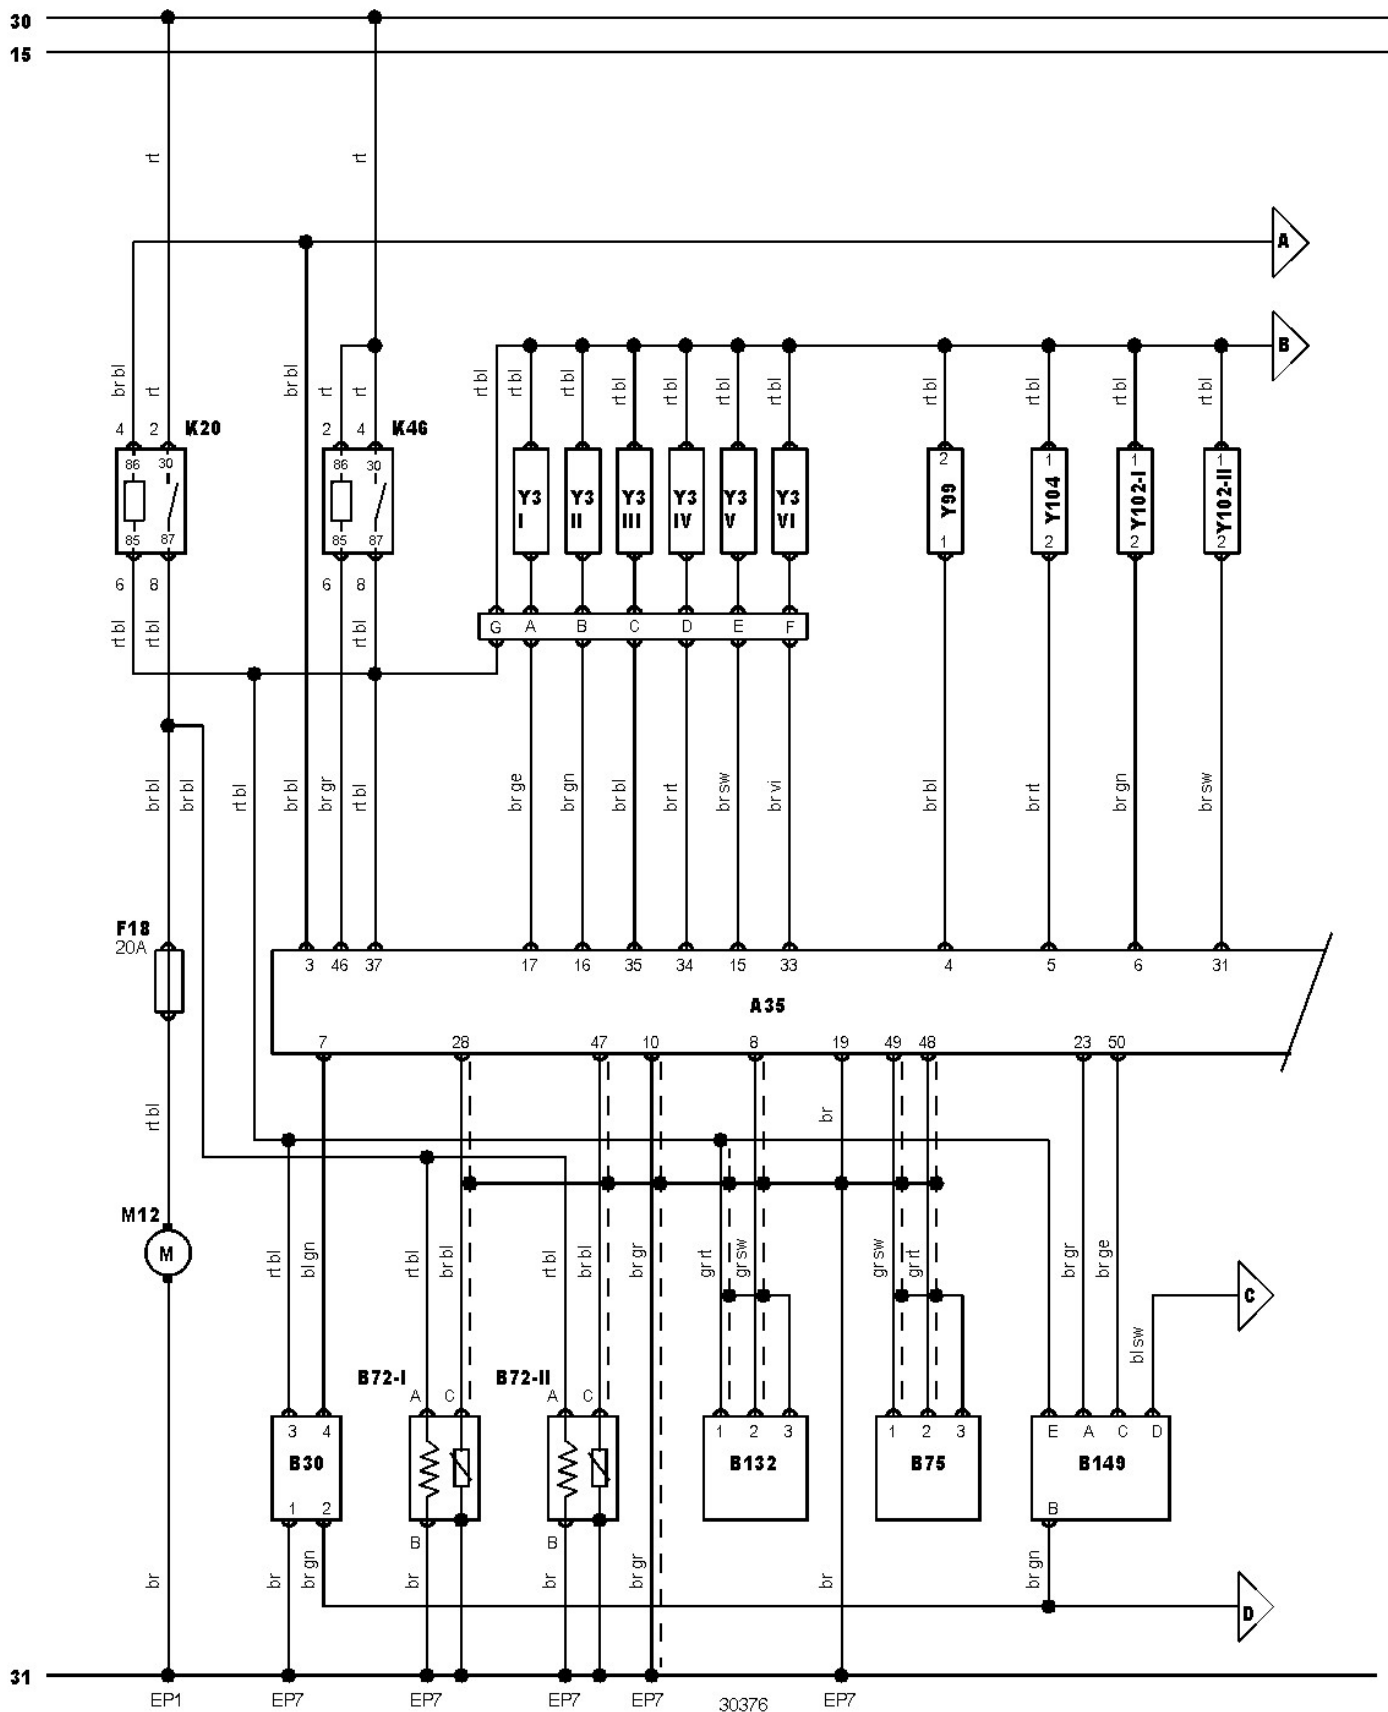 30
15
rt rt
A
B
br bl rt br bl rt rt rt bl rt bl rt bl rt bl rt bl rt bl rt bl rt bl rt bl rt bl rt bl
4 2 K20 2 4 K46
86 30 86 30 2 1 1 1
Y3 I Y3 II Y3 III Y3 IV Y3 V Y3 VI Y99 Y104 Y102-I Y102-II
85 87 85 87 1 2 2 2
6 8 6 8
rt bl rt bl rt bl G A B C D E F
br bl br bl rt bl br bl br gr rt bl br ge br gn br bl br rt br sw br vi br bl br rt br gn br sw
F18
20A
3 46 37 17 16 35 34 15 33 4 5 6 31
A35
7 28 47 10 8 19 49 48 23 50
rt bl br
M12
M
rt bl bl gn rt bl br bl rt bl br bl br gr gr rt gr sw gr sw gr rt br gr br ge
C
bl sw
B72-I A C B72-II A C
3 4 1 2 3 1 2 3 E A C D
B30 B132 B75 B149
1 2 B
B B
br br br gn br br br gr br br gn
D
31
EP1 EP7 EP7 EP7 EP7 30376 EP7